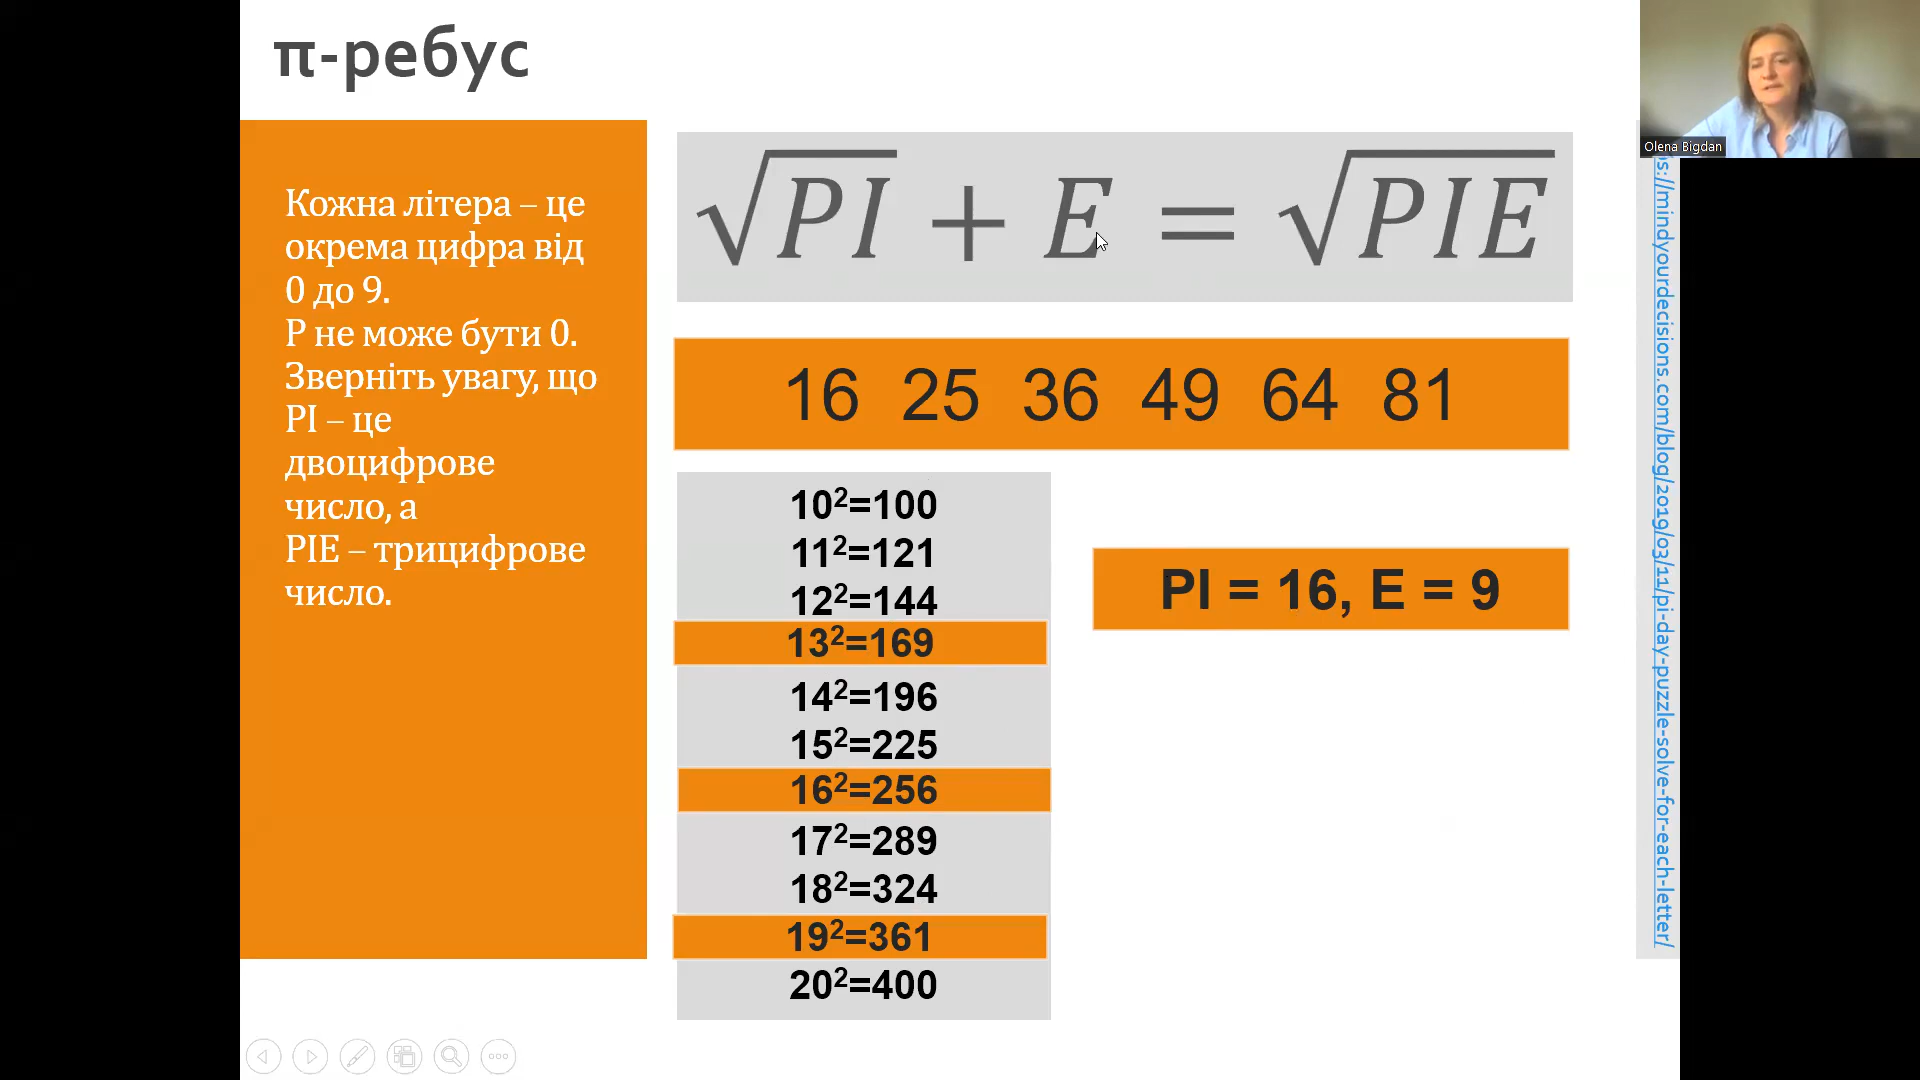 π-ребус
Кожна літера – це
окрема цифра від
0 до 9.
P не може бути 0.
Зверніть увагу, що
PI – це
двоцифрове
число, а
PIE – трицифрове
число.
√PI + E = √PIE
16 25 36 49 64 81
10²=100
11²=121
12²=144
13²=169
14²=196
15²=225
16²=256
17²=289
18²=324
19²=361
20²=400
PI = 16, E = 9
Olena Bigdan
s://mindyourdecisions.com/blog/2019/03/11/pi-day-puzzle-solve-for-each-letter/